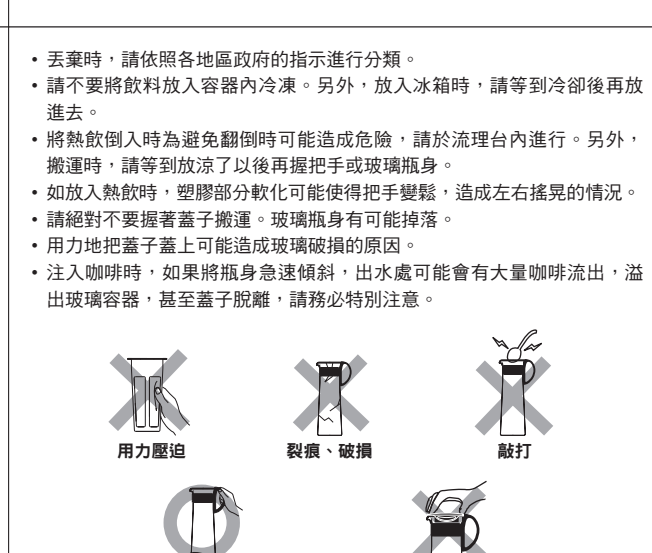 • 丟棄時，請依照各地區政府的指示進行分類。
• 請不要將飲料放入容器內冷凍。另外，放入冰箱時，請等到冷卻後再放
進去。
• 將熱飲倒入時為避免翻倒時可能造成危險，請於流理台內進行。另外，
搬運時，請等到放涼了以後再握把手或玻璃瓶身。
• 如放入熱飲時，塑膠部分軟化可能使得把手變鬆，造成左右搖晃的情況。
• 請絕對不要握著蓋子搬運。玻璃瓶身有可能掉落。
• 用力地把蓋子蓋上可能造成玻璃破損的原因。
• 注入咖啡時，如果將瓶身急速傾斜，出水處可能會有大量咖啡流出，溢
出玻璃容器，甚至蓋子脫離，請務必特別注意。
用力壓迫
裂痕、破損
敲打